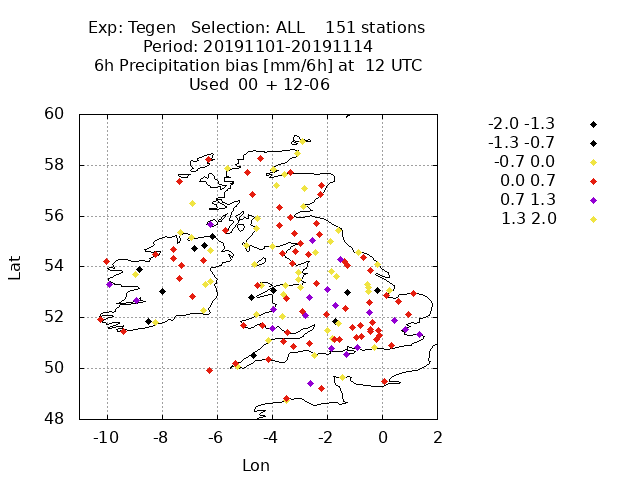 Exp: Tegen   Selection: ALL    151 stations
Period: 20191101-20191114
6h Precipitation bias [mm/6h] at  12 UTC
Used  00 + 12-06
-2.0 -1.3
-1.3 -0.7
-0.7 0.0
0.0 0.7
0.7 1.3
1.3 2.0
60
58
56
54
52
50
48
Lat
-10 -8 -6 -4 -2 0 2
Lon